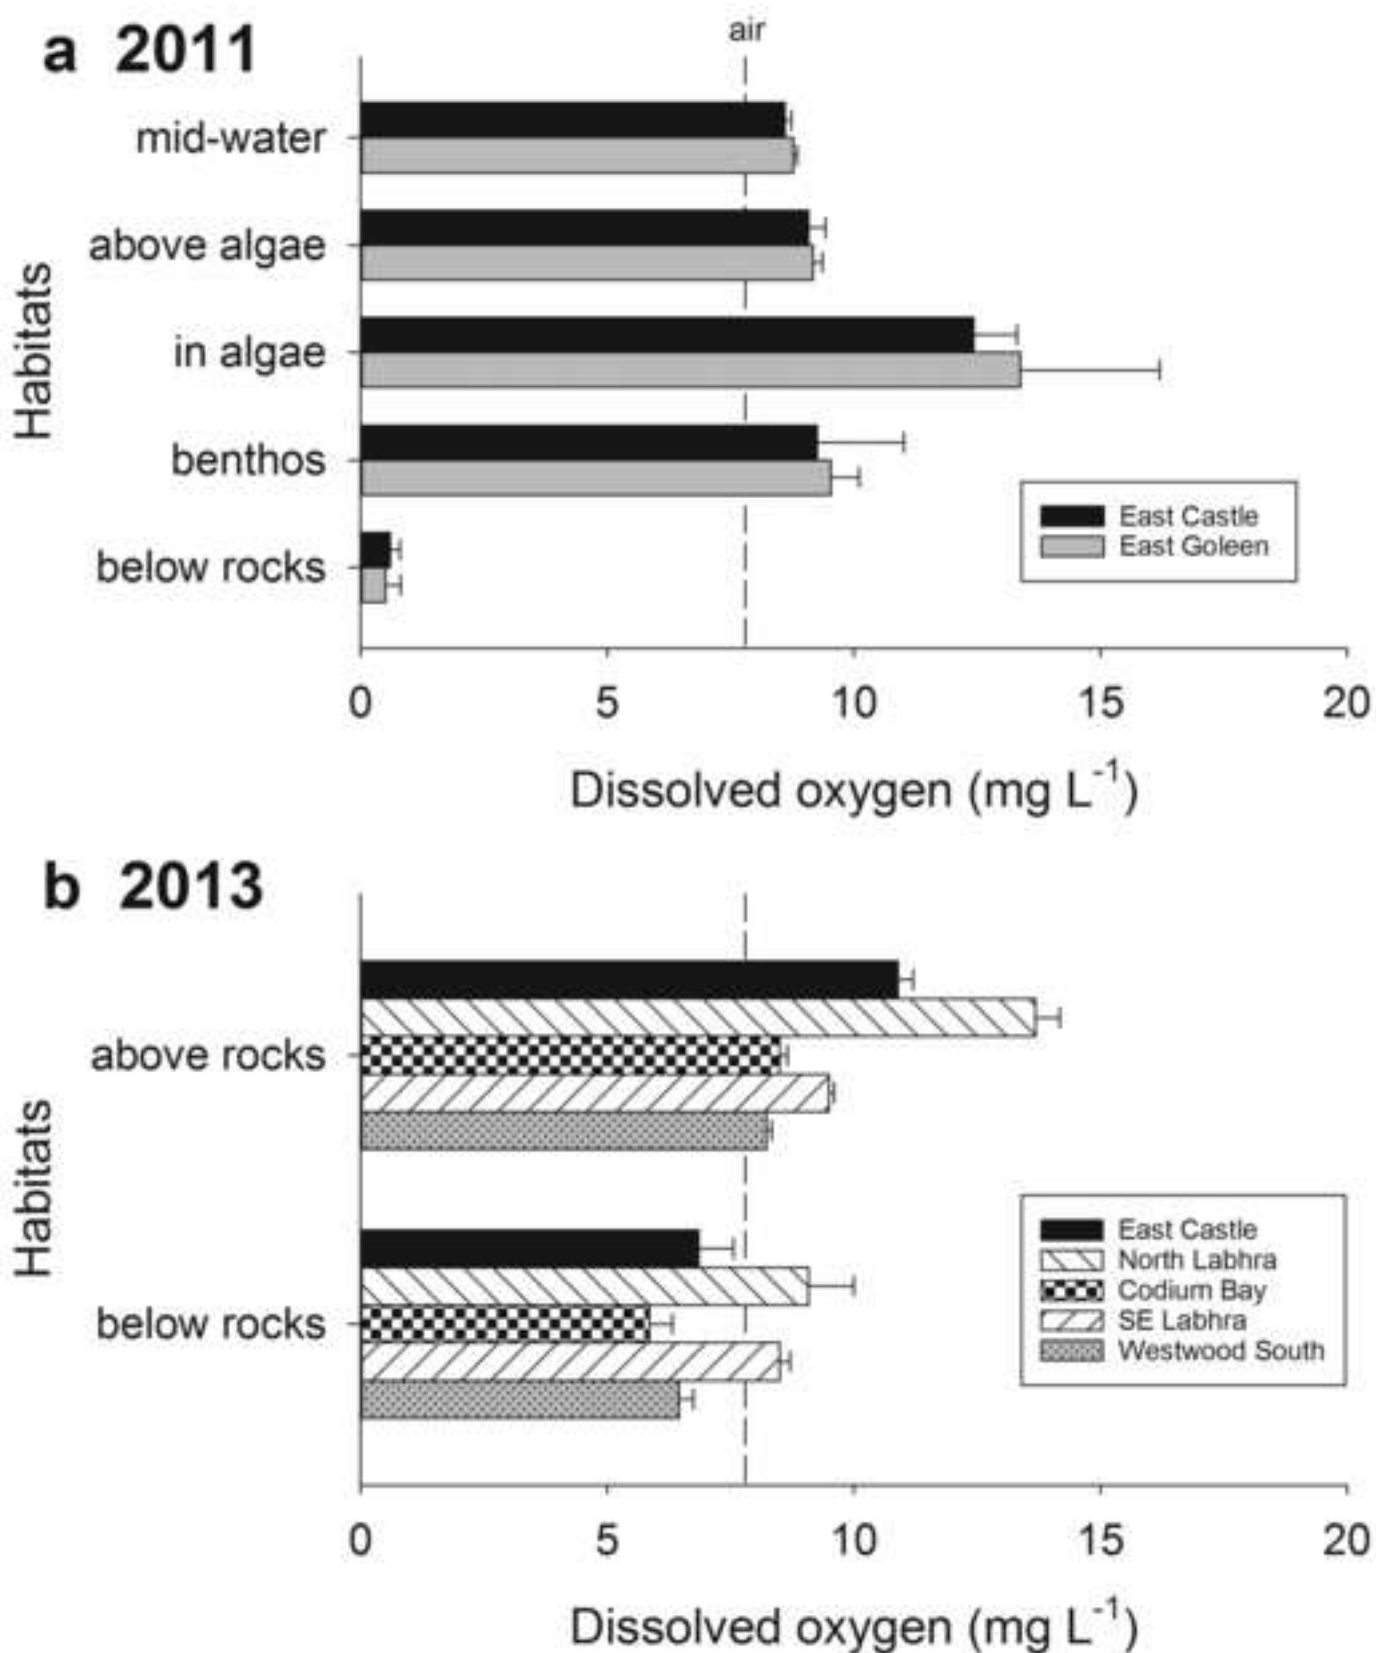 a 2011
air
mid-water
above algae
in algae
benthos
below rocks
Habitats
East Castle
East Goleen
0 5 10 15 20
Dissolved oxygen (mg L⁻¹)
b 2013
above rocks
below rocks
Habitats
East Castle
North Labhra
Codium Bay
SE Labhra
Westwood South
0 5 10 15 20
Dissolved oxygen (mg L⁻¹)